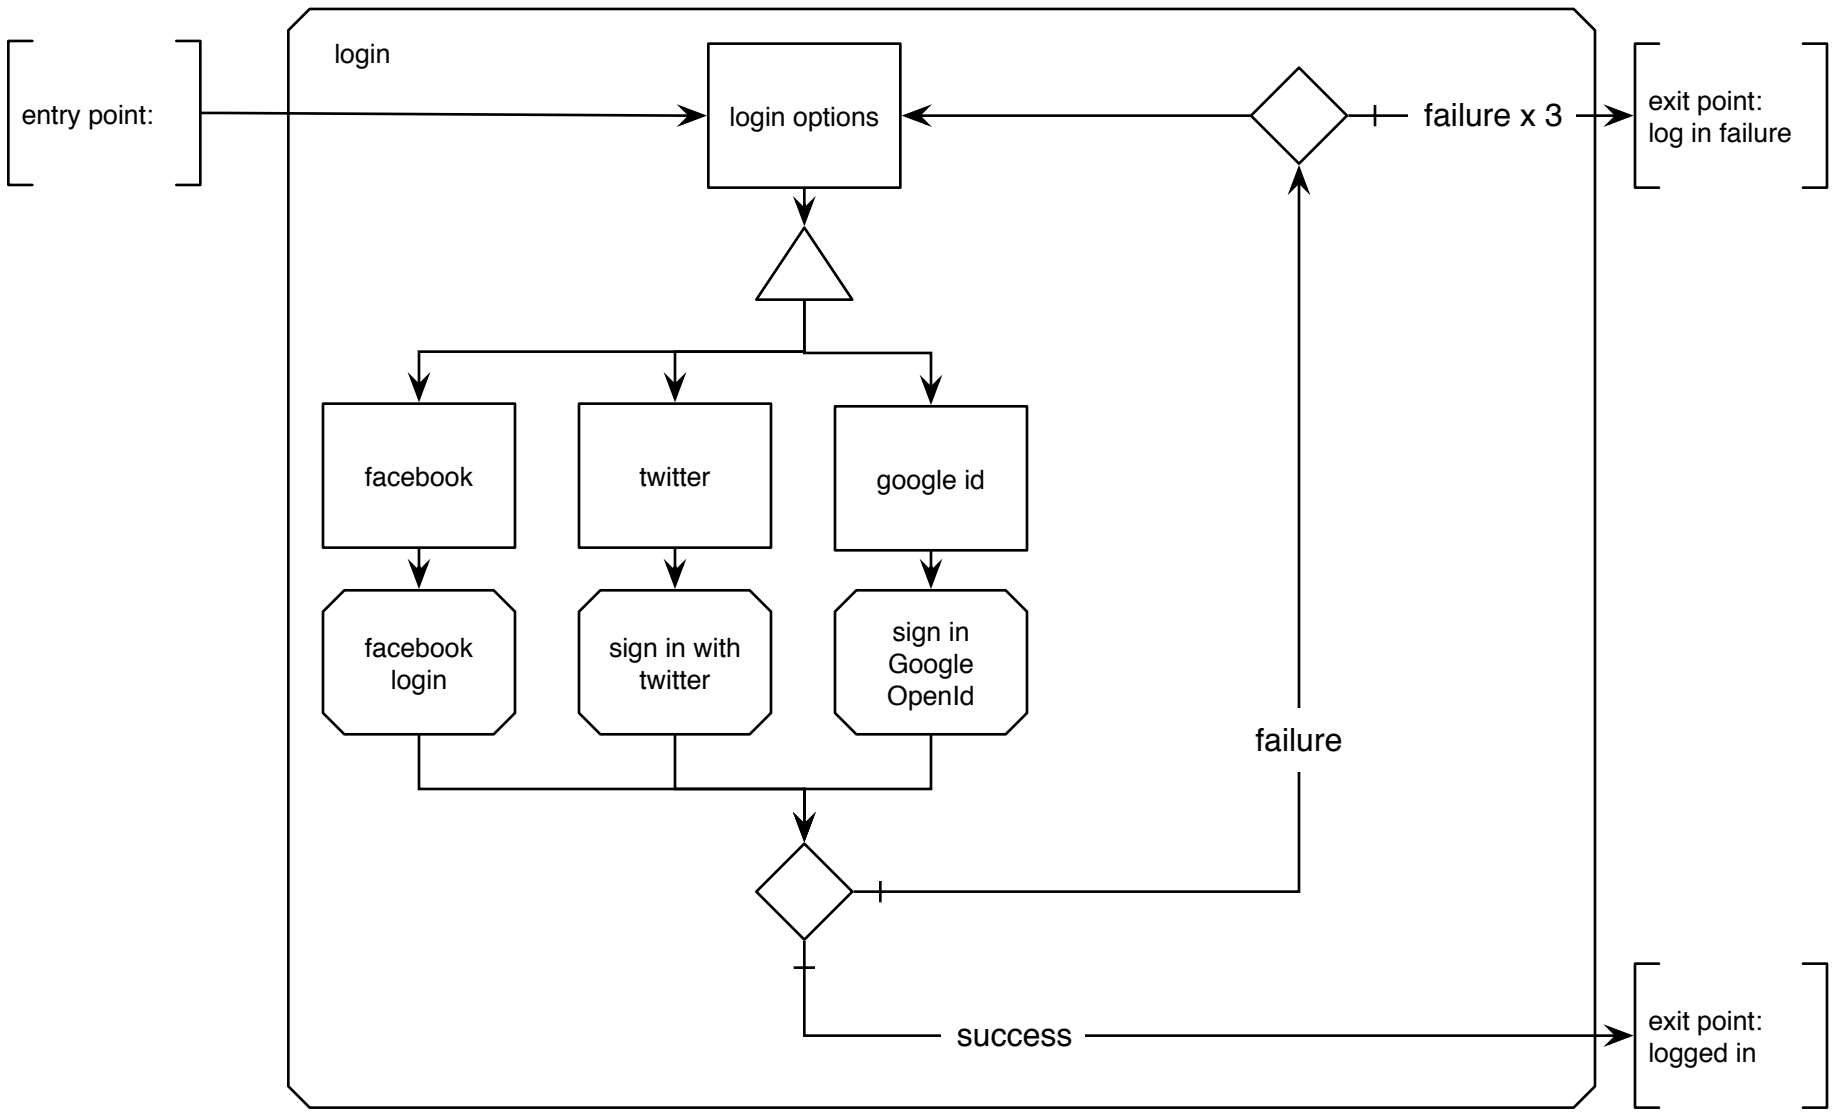 login
entry point:
login options
failure x 3
exit point:
log in failure
facebook
twitter
google id
facebook
login
sign in with
twitter
sign in
Google
OpenId
failure
success
exit point:
logged in